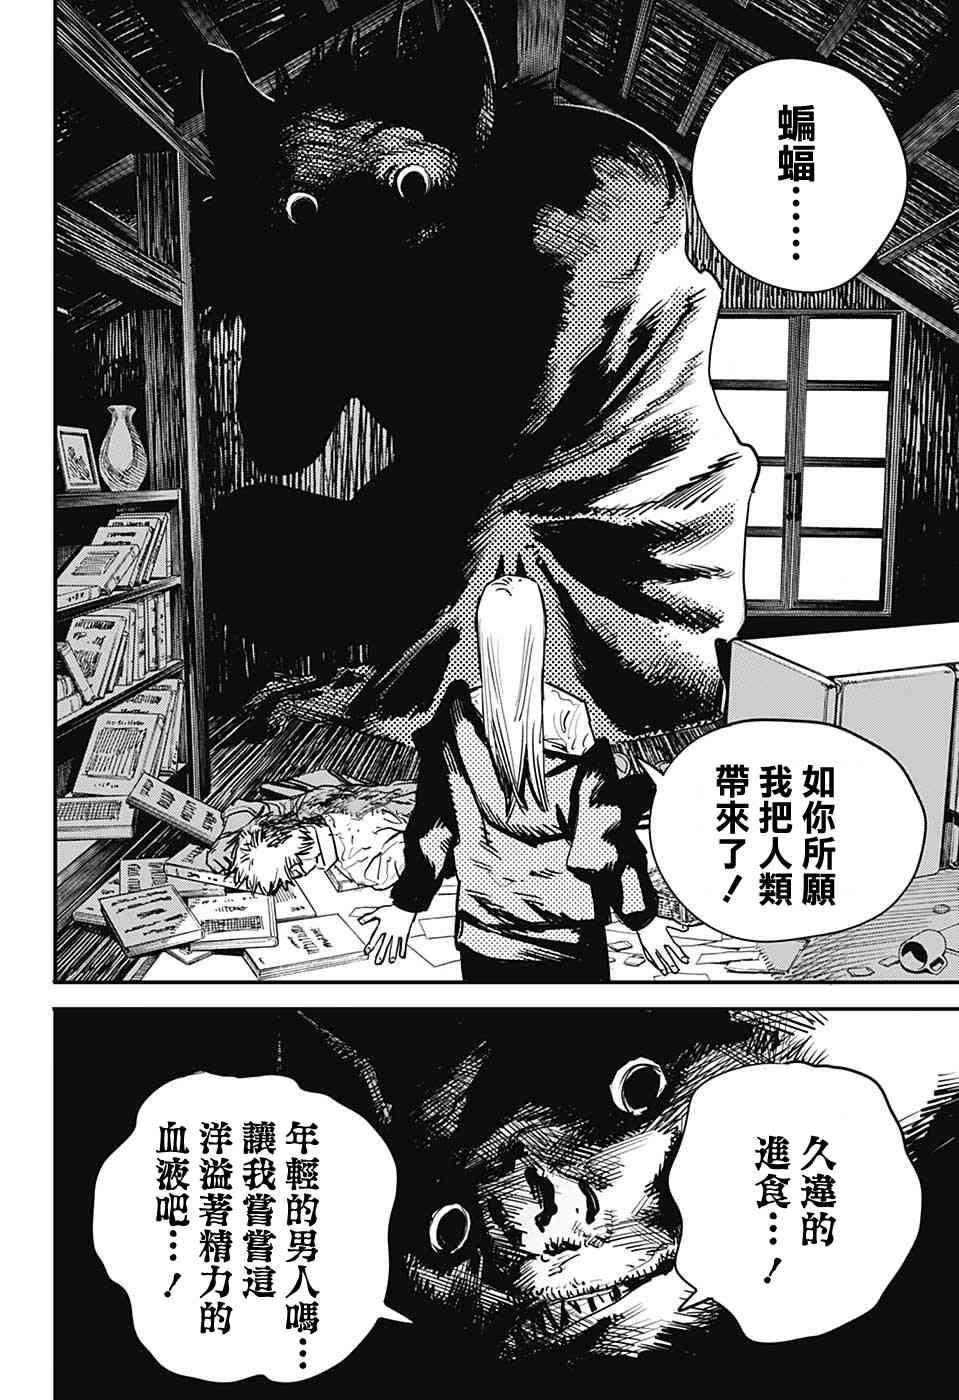 蝙蝠……
如你所願
我把人類
帶來了！
久違的
進食…！
年輕的男人嗎…
讓我嘗嘗這
洋溢著精力的
血液吧…！